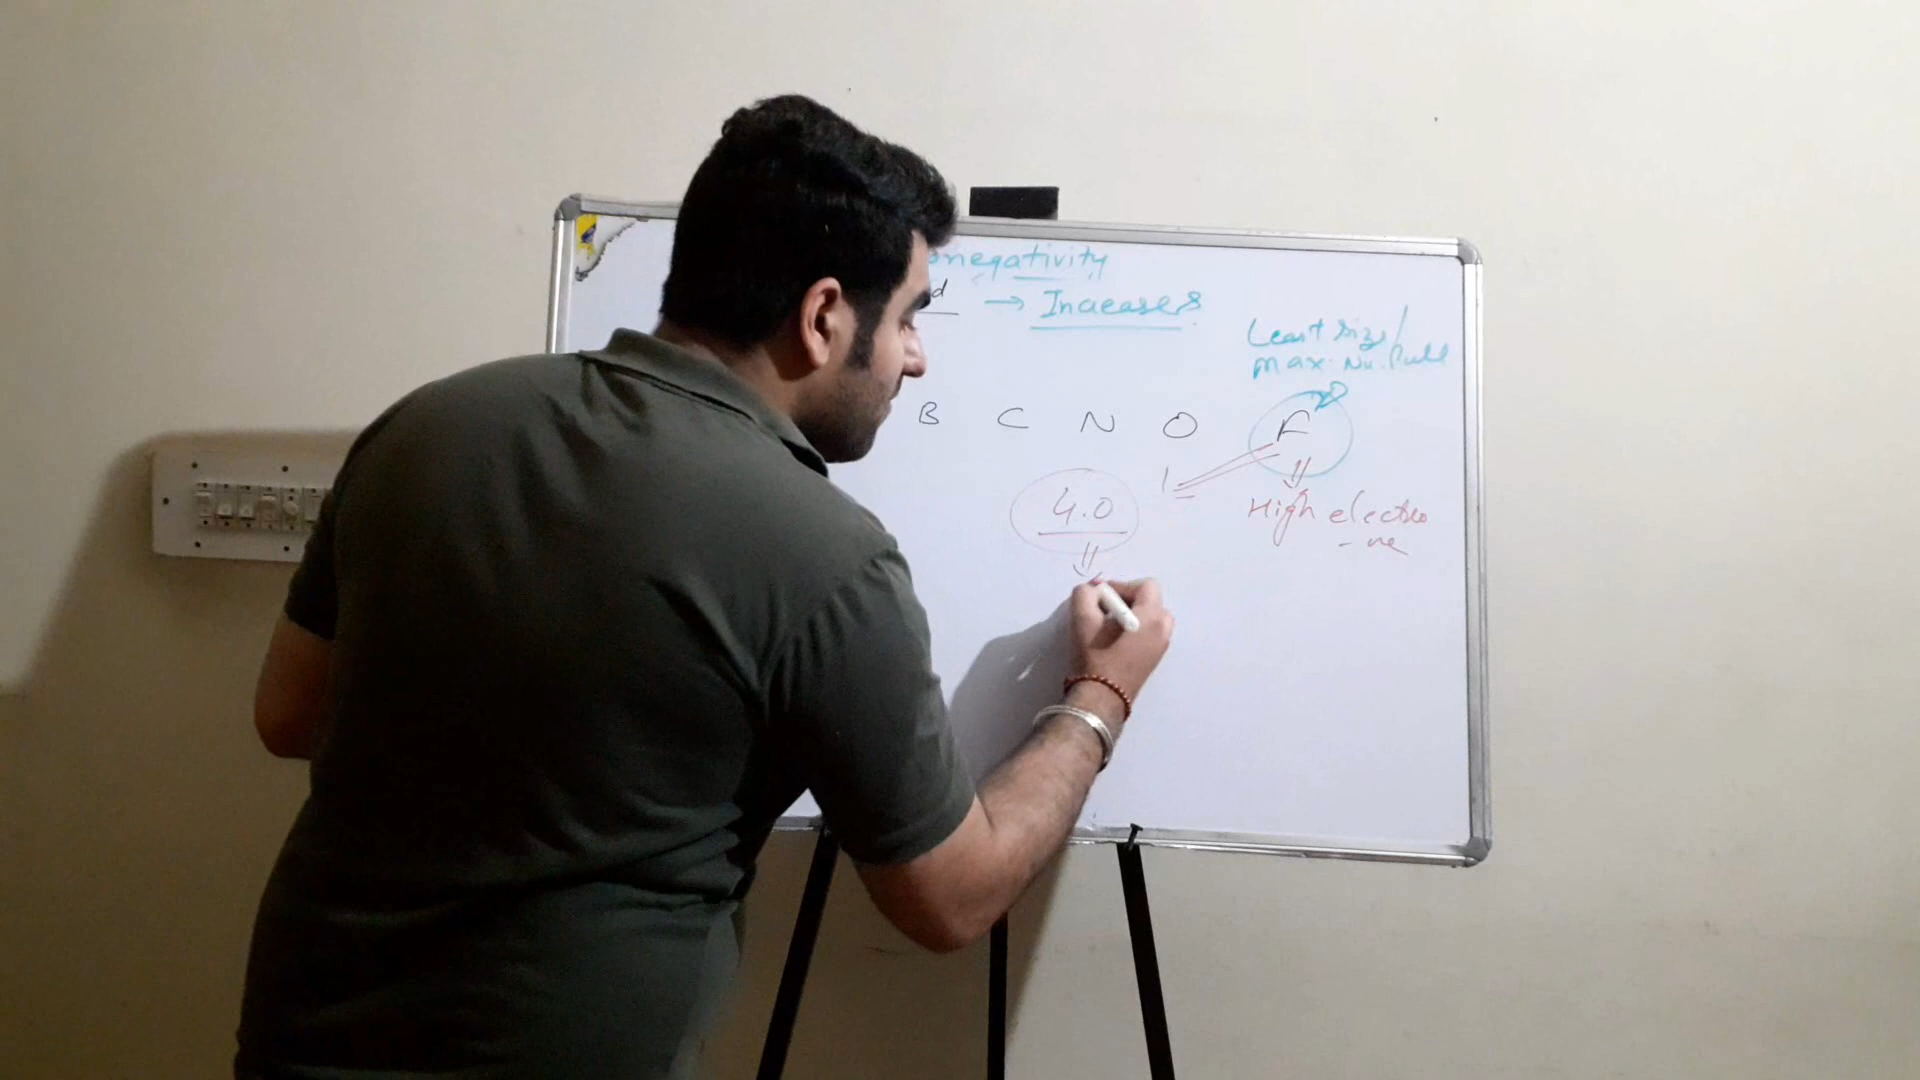 onegativity
d → Increases
Least size/
max. Nu. Pull
B C N O F
4.0
High electro
-ve